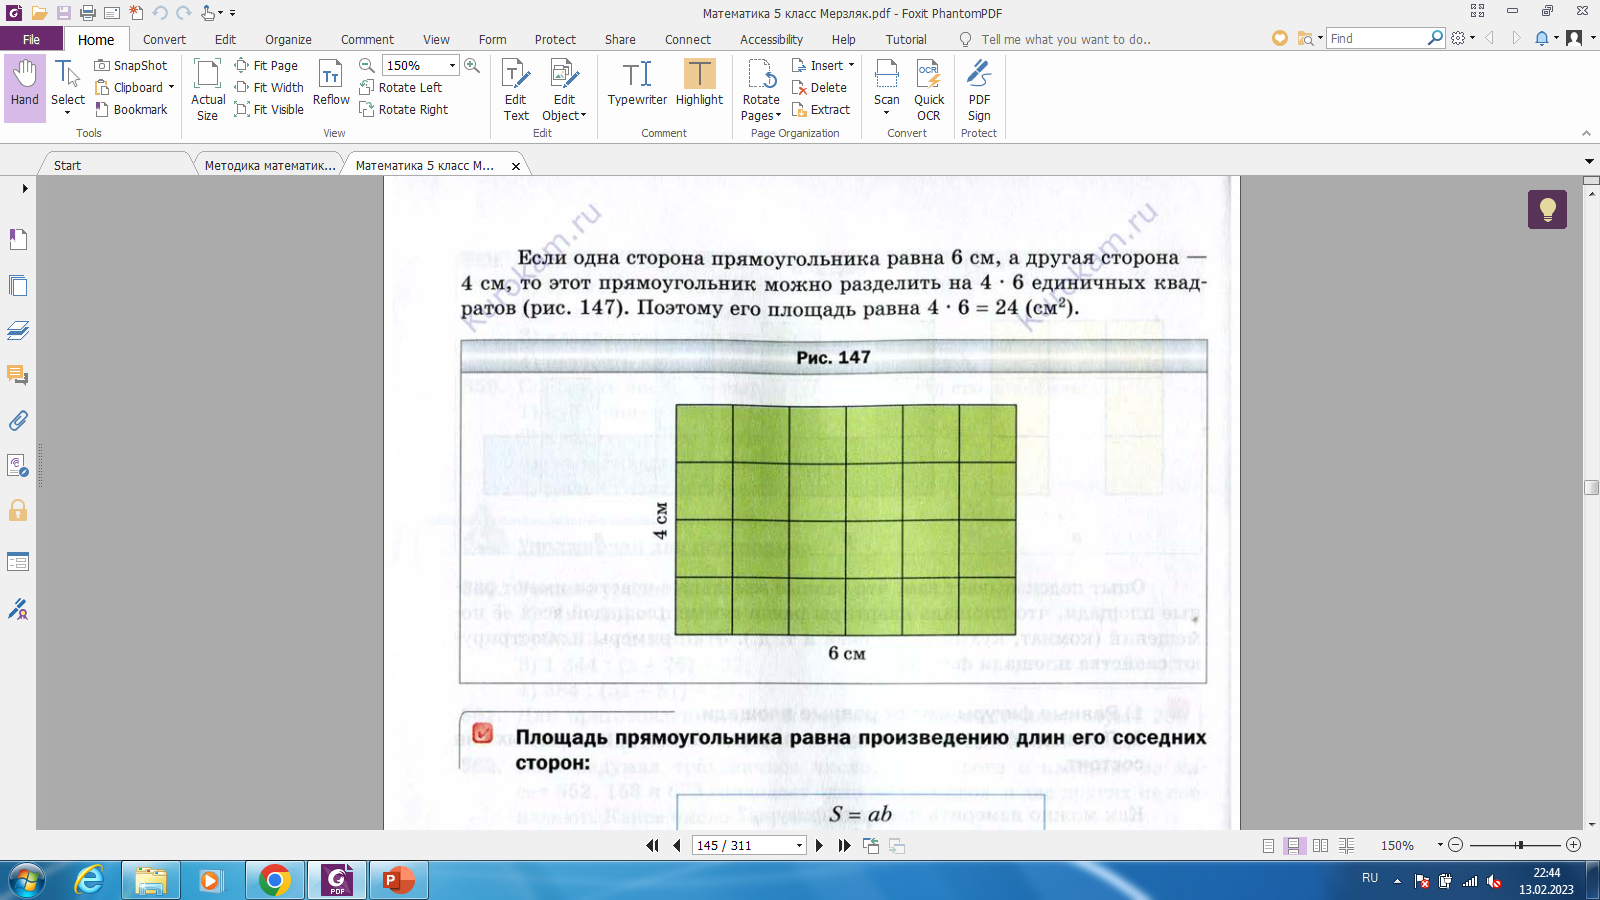 Математика 5 класс Мерзляк.pdf - Foxit PhantomPDF
File Home Convert Edit Organize Comment View Form Protect Share Connect Accessibility Help Tutorial Tell me what you want to do.. Find
Hand
Select
SnapShot
Clipboard
Bookmark
Tools
Actual Size
Fit Page
Fit Width
Fit Visible
Reflow
150%
Rotate Left
Rotate Right
View
Edit Text
Edit Object
Edit
Typewriter
Highlight
Comment
Rotate Pages
Insert
Delete
Extract
Page Organization
Scan
Quick OCR
Convert
PDF Sign
Protect
Start
Методика математик...
Математика 5 класс М...
kurokam.ru
kurokam.ru
Если одна сторона прямоугольника равна 6 см, а другая сторона —
4 см, то этот прямоугольник можно разделить на 4 · 6 единичных квад-
ратов (рис. 147). Поэтому его площадь равна 4 · 6 = 24 (см²).
Рис. 147
4 см
6 см
Площадь прямоугольника равна произведению длин его соседних
сторон:
S = ab
145 / 311
150%
RU
22:44
13.02.2023